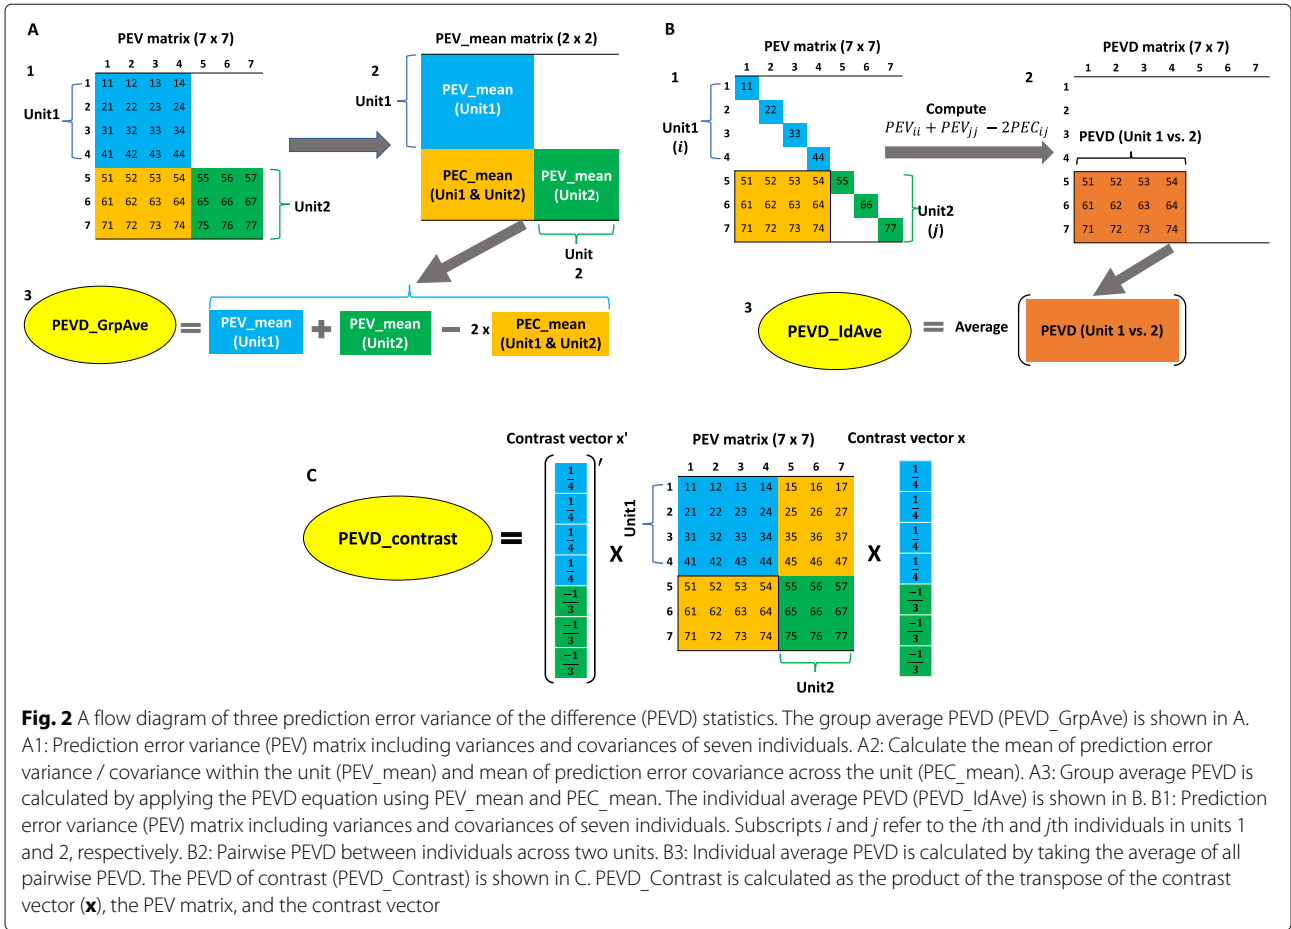 A
PEV matrix (7 x 7)
1 2 3 4 5 6 7
1
Unit1
1 11 12 13 14
2 21 22 23 24
3 31 32 33 34
4 41 42 43 44
5 51 52 53 54 55 56 57
6 61 62 63 64 65 66 67
7 71 72 73 74 75 76 77
Unit2
PEV_mean matrix (2 x 2)
2
Unit1
PEV_mean
(Unit1)
PEC_mean
(Uni1 & Unit2)
PEV_mean
(Unit2)
Unit
2
3
PEVD_GrpAve
=
PEV_mean
(Unit1)
+
PEV_mean
(Unit2)
− 2 x
PEC_mean
(Unit1 & Unit2)
B
PEV matrix (7 x 7)
1 2 3 4 5 6 7
1
Unit1
(i)
1 11
2 22
3 33
4 44
5 51 52 53 54 55
6 61 62 63 64 66
7 71 72 73 74 77
Unit2
(j)
Compute
PEV_ii + PEV_jj − 2PEC_ij
PEVD matrix (7 x 7)
1 2 3 4 5 6 7
2
1
2
3
PEVD (Unit 1 vs. 2)
4
5 51 52 53 54
6 61 62 63 64
7 71 72 73 74
3
PEVD_IdAve
= Average
PEVD (Unit 1 vs. 2)
C
PEVD_contrast
=
Contrast vector x'
1/4
1/4
1/4
1/4
-1/3
-1/3
-1/3
′
X
PEV matrix (7 x 7)
1 2 3 4 5 6 7
Unit1
1 11 12 13 14 15 16 17
2 21 22 23 24 25 26 27
3 31 32 33 34 35 36 37
4 41 42 43 44 45 46 47
5 51 52 53 54 55 56 57
6 61 62 63 64 65 66 67
7 71 72 73 74 75 76 77
Unit2
X
Contrast vector x
1/4
1/4
1/4
1/4
-1/3
-1/3
-1/3
Fig. 2 A flow diagram of three prediction error variance of the difference (PEVD) statistics. The group average PEVD (PEVD_GrpAve) is shown in A.
A1: Prediction error variance (PEV) matrix including variances and covariances of seven individuals. A2: Calculate the mean of prediction error
variance / covariance within the unit (PEV_mean) and mean of prediction error covariance across the unit (PEC_mean). A3: Group average PEVD is
calculated by applying the PEVD equation using PEV_mean and PEC_mean. The individual average PEVD (PEVD_IdAve) is shown in B. B1: Prediction
error variance (PEV) matrix including variances and covariances of seven individuals. Subscripts i and j refer to the ith and jth individuals in units 1
and 2, respectively. B2: Pairwise PEVD between individuals across two units. B3: Individual average PEVD is calculated by taking the average of all
pairwise PEVD. The PEVD of contrast (PEVD_Contrast) is shown in C. PEVD_Contrast is calculated as the product of the transpose of the contrast
vector (x), the PEV matrix, and the contrast vector